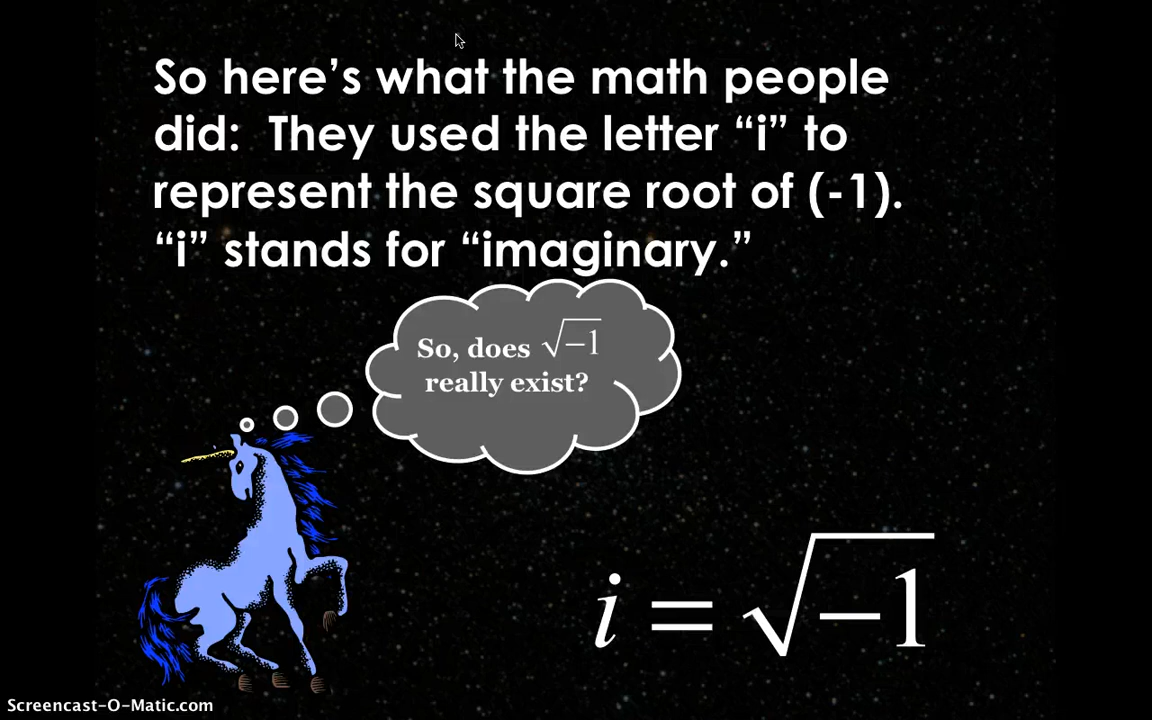 So here’s what the math people
did:  They used the letter “i” to
represent the square root of (-1).
“i” stands for “imaginary.”
So, does √−1
really exist?
i = √−1
Screencast-O-Matic.com